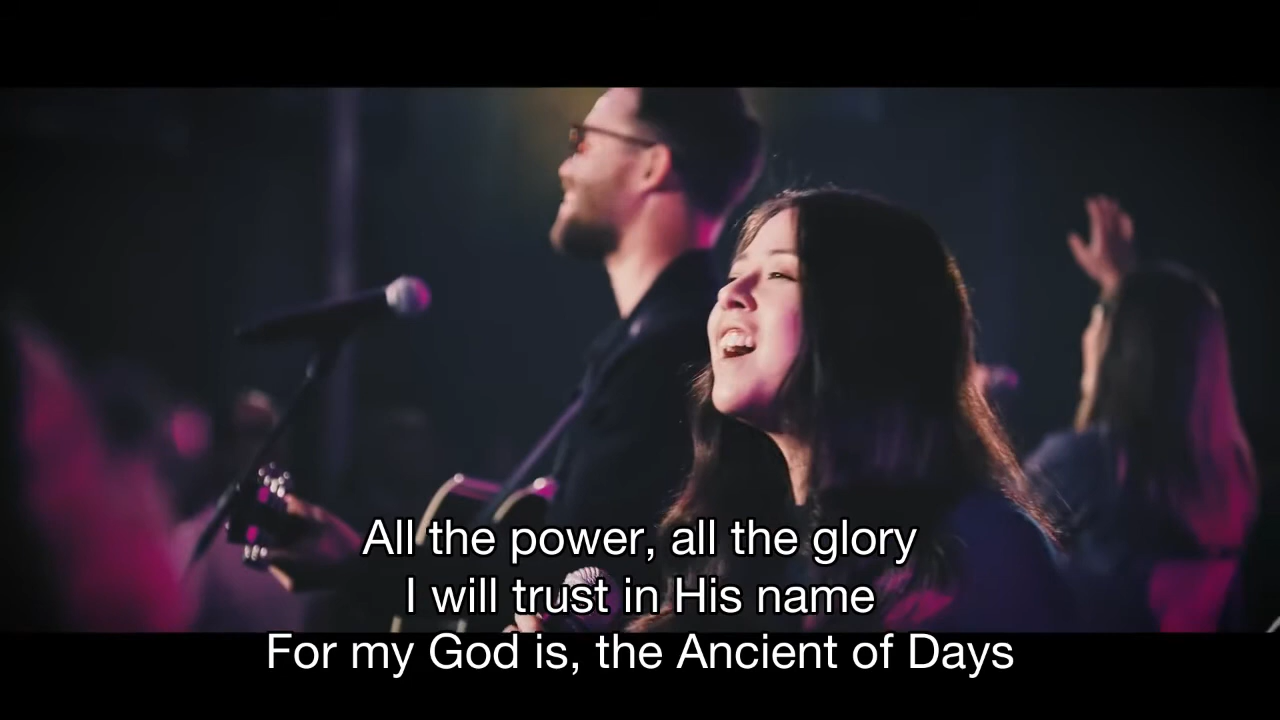 All the power, all the glory
I will trust in His name
For my God is, the Ancient of Days